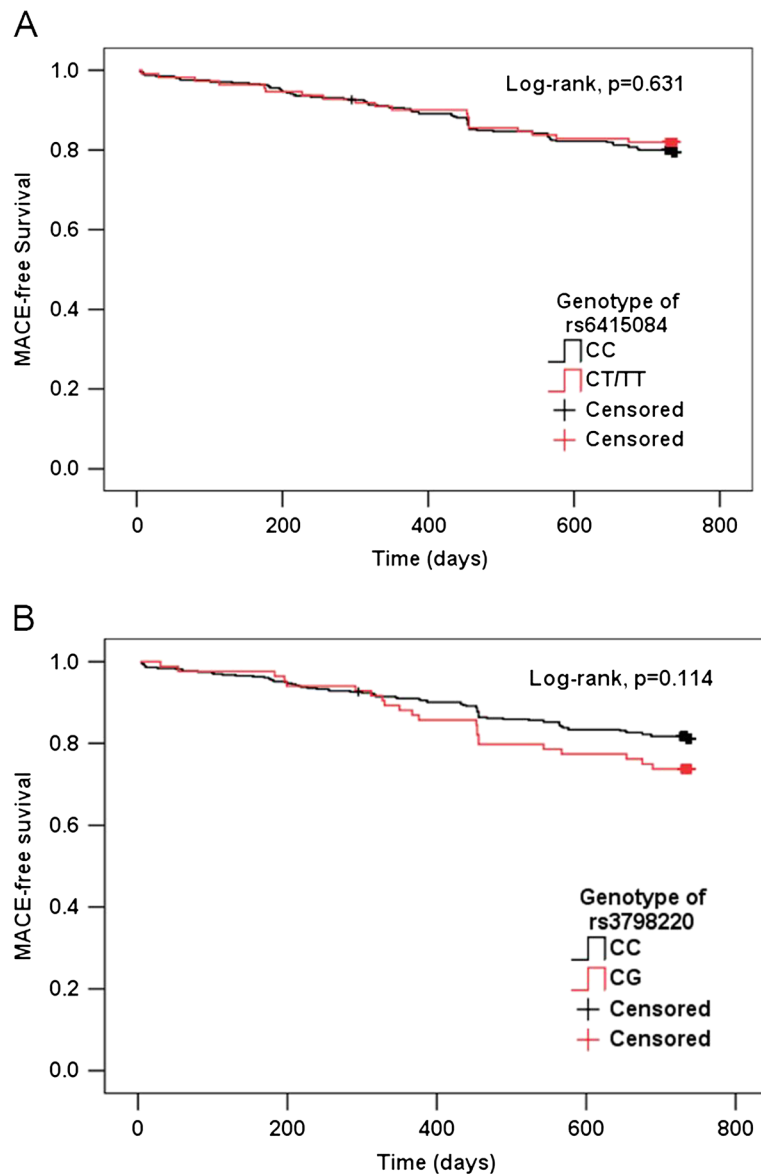 A
Log-rank, p=0.631
MACE-free Survival
1.0
0.8
0.6
0.4
0.2
0.0
Genotype of
rs6415084
CC
CT/TT
Censored
Censored
0 200 400 600 800
Time (days)
B
Log-rank, p=0.114
MACE-free suvival
1.0
0.8
0.6
0.4
0.2
0.0
Genotype of
rs3798220
CC
CG
Censored
Censored
0 200 400 600 800
Time (days)